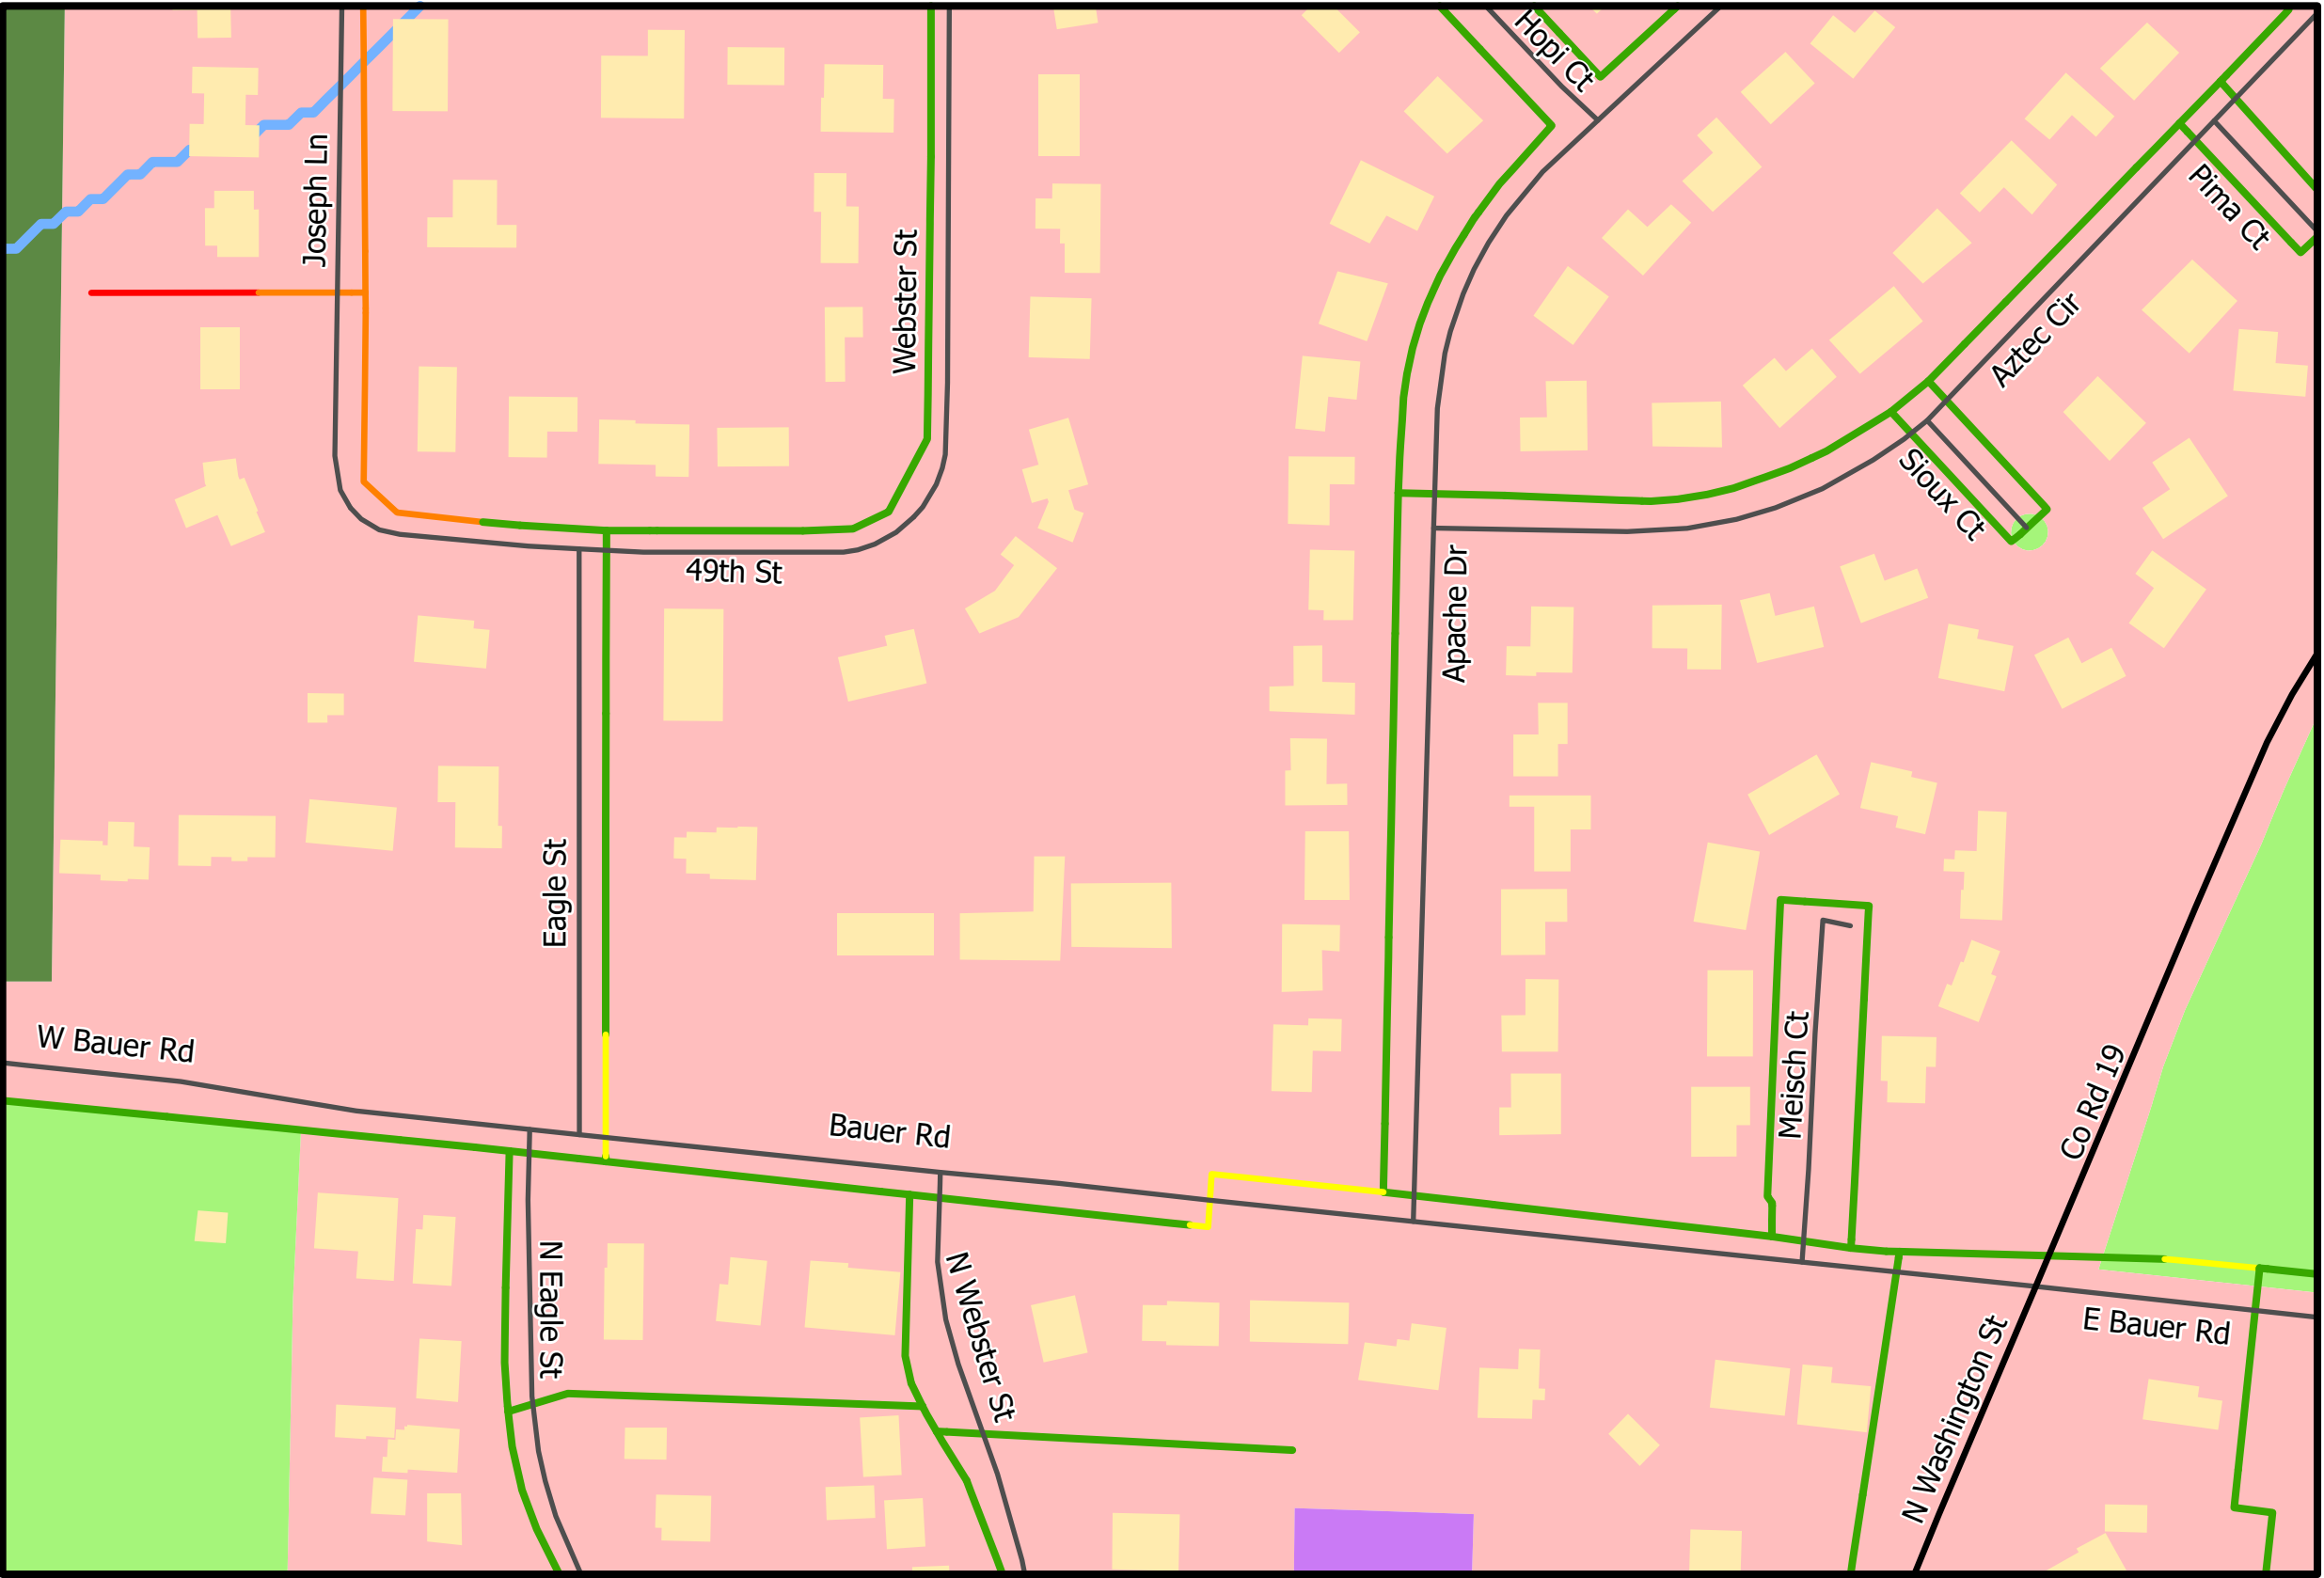 Hopi Ct
Joseph Ln
Pima Ct
Webster St
Aztec Cir
Sioux Ct
49th St
Apache Dr
Eagle St
W Bauer Rd
Meisch Ct
Co Rd 19
Bauer Rd
N Eagle St
N Webster St
E Bauer Rd
N Washington St